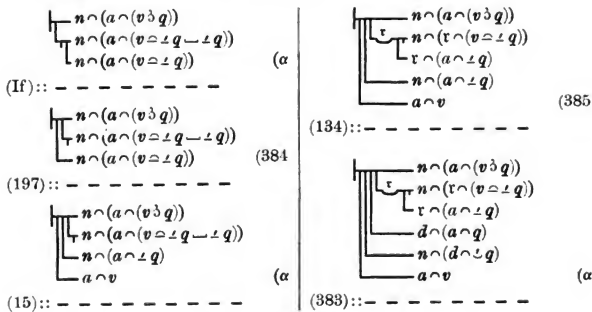 n⌢(a⌢(v δ̀ q))
n⌢(a⌢(v ≏ ∠q ⎵ ∠q))
n⌢(a⌢(v ≏ ∠q)) (α
(If):: — — — — — — — —
n⌢(a⌢(v δ̀ q))
n⌢(a⌢(v ≏ ∠q ⎵ ∠q))
n⌢(a⌢(v ≏ ∠q)) (384
(197):: — — — — — — — —
n⌢(a⌢(v δ̀ q))
n⌢(a⌢(v ≏ ∠q ⎵ ∠q))
n⌢(a⌢∠q)
a⌢v (α
(15):: — — — — — — — —
n⌢(a⌢(v δ̀ q))
r n⌢(r⌢(v ≏ ∠q))
r⌢(a⌢∠q)
n⌢(a⌢∠q)
a⌢v (385
(134):: — — — — — — — —
n⌢(a⌢(v δ̀ q))
r n⌢(r⌢(v ≏ ∠q))
r⌢(a⌢∠q)
d⌢(a⌢q)
n⌢(d⌢⌣q)
a⌢v (α
(383):: — — — — — — — —